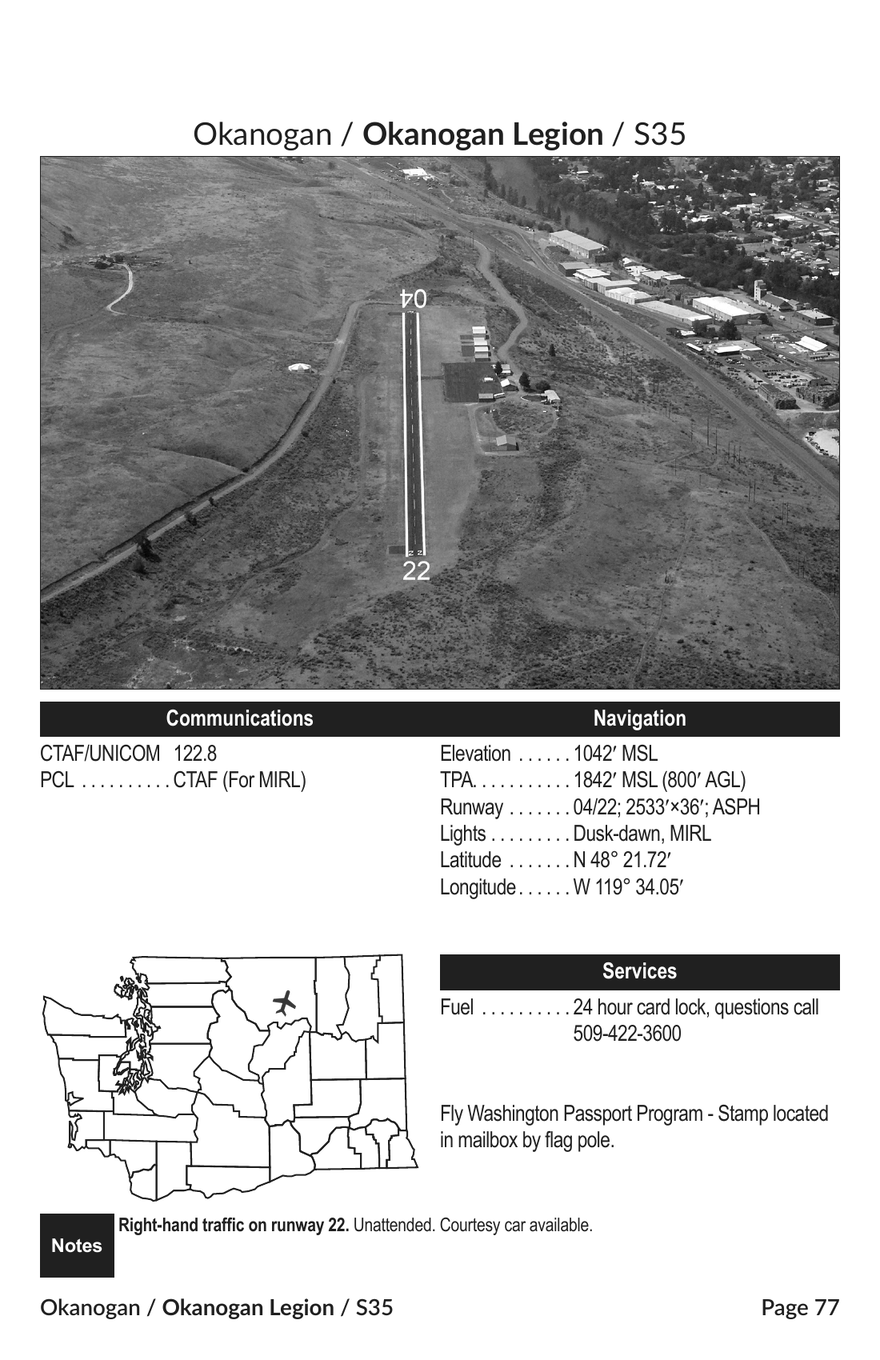 Okanogan / Okanogan Legion / S35
04
22
Communications
CTAF/UNICOM 122.8
PCL . . . . . . . . . . CTAF (For MIRL)
Navigation
Elevation . . . . . . 1042′ MSL
TPA. . . . . . . . . . . 1842′ MSL (800′ AGL)
Runway . . . . . . . 04/22; 2533′×36′; ASPH
Lights . . . . . . . . . Dusk-dawn, MIRL
Latitude . . . . . . . N 48° 21.72′
Longitude . . . . . . W 119° 34.05′
Services
Fuel . . . . . . . . . . 24 hour card lock, questions call
509-422-3600
Fly Washington Passport Program - Stamp located
in mailbox by flag pole.
Notes
Right-hand traffic on runway 22. Unattended. Courtesy car available.
Okanogan / Okanogan Legion / S35
Page 77